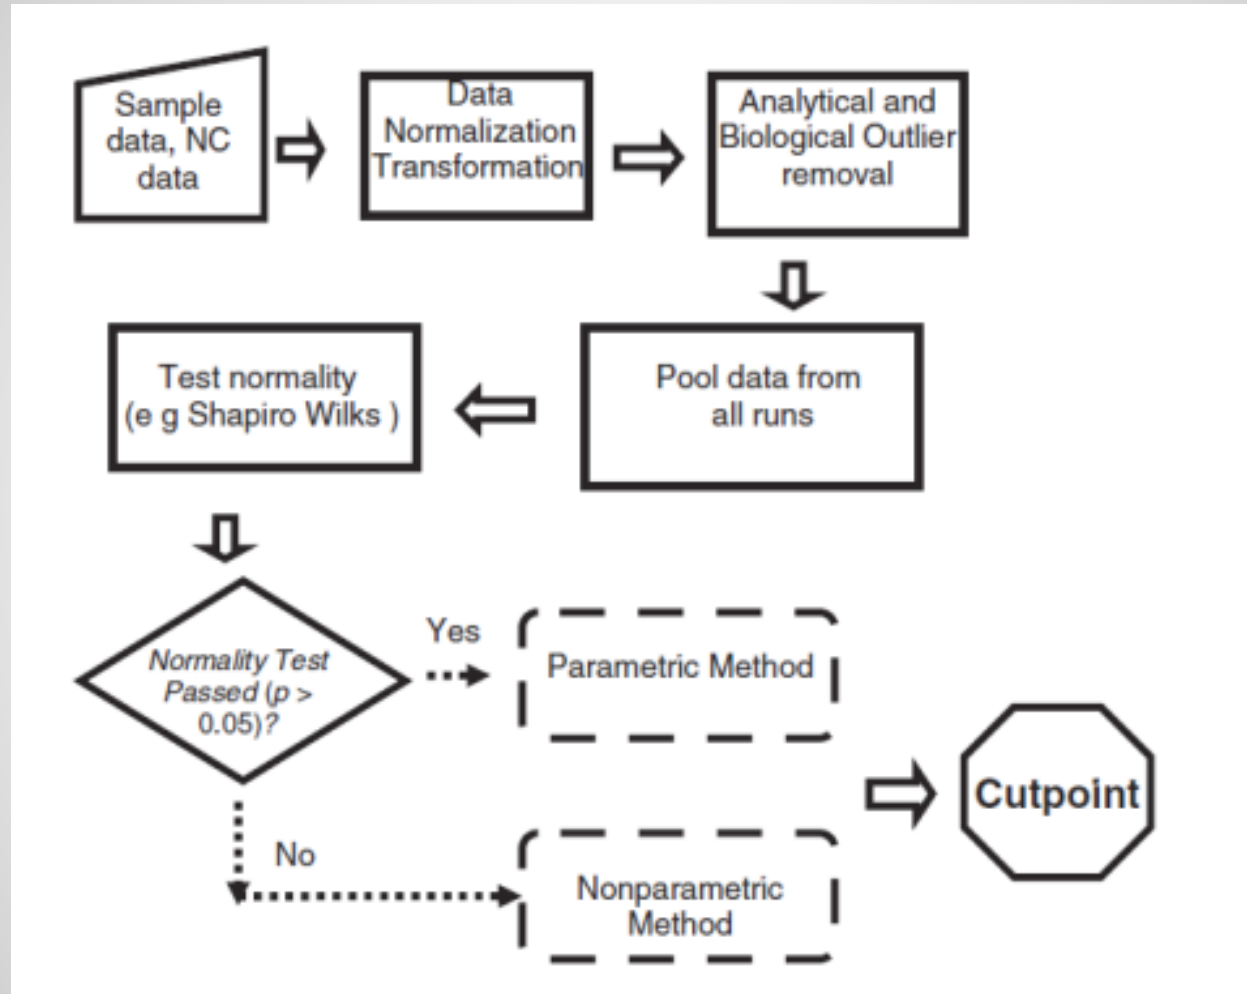 Sample
data, NC
data
Data
Normalization
Transformation
Analytical and
Biological Outlier
removal
Pool data from
all runs
Test normality
(e g Shapiro Wilks )
Normality Test
Passed (p >
0.05)?
Yes
Parametric Method
No
Nonparametric
Method
Cutpoint